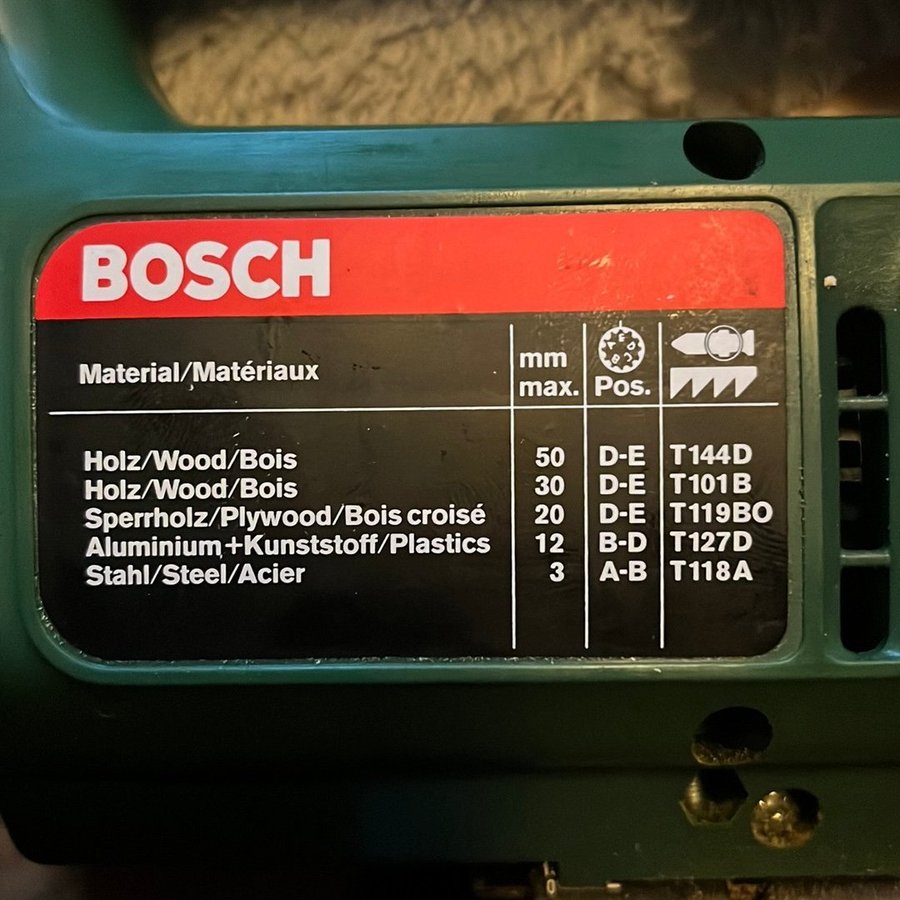 BOSCH
Material/Matériaux mm max. Pos.
Holz/Wood/Bois 50 D-E T144D
Holz/Wood/Bois 30 D-E T101B
Sperrholz/Plywood/Bois croisé 20 D-E T119BO
Aluminium+Kunststoff/Plastics 12 B-D T127D
Stahl/Steel/Acier 3 A-B T118A
0